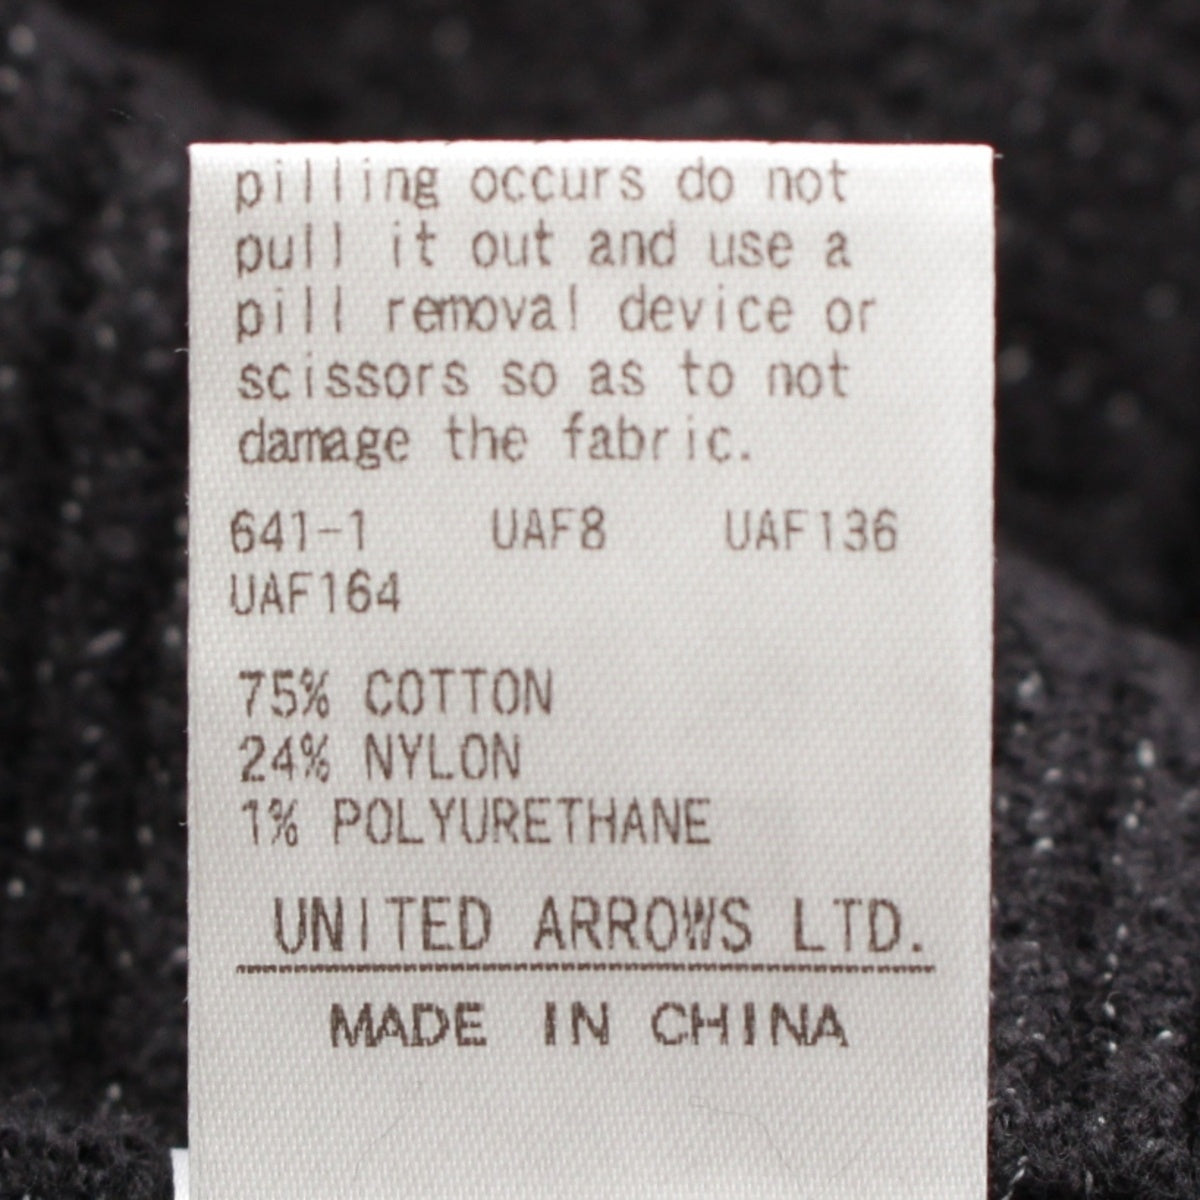 pilling occurs do not
pull it out and use a
pill removal device or
scissors so as to not
damage the fabric.
641-1 UAF8 UAF136
UAF164
75% COTTON
24% NYLON
1% POLYURETHANE
UNITED ARROWS LTD.
MADE IN CHINA